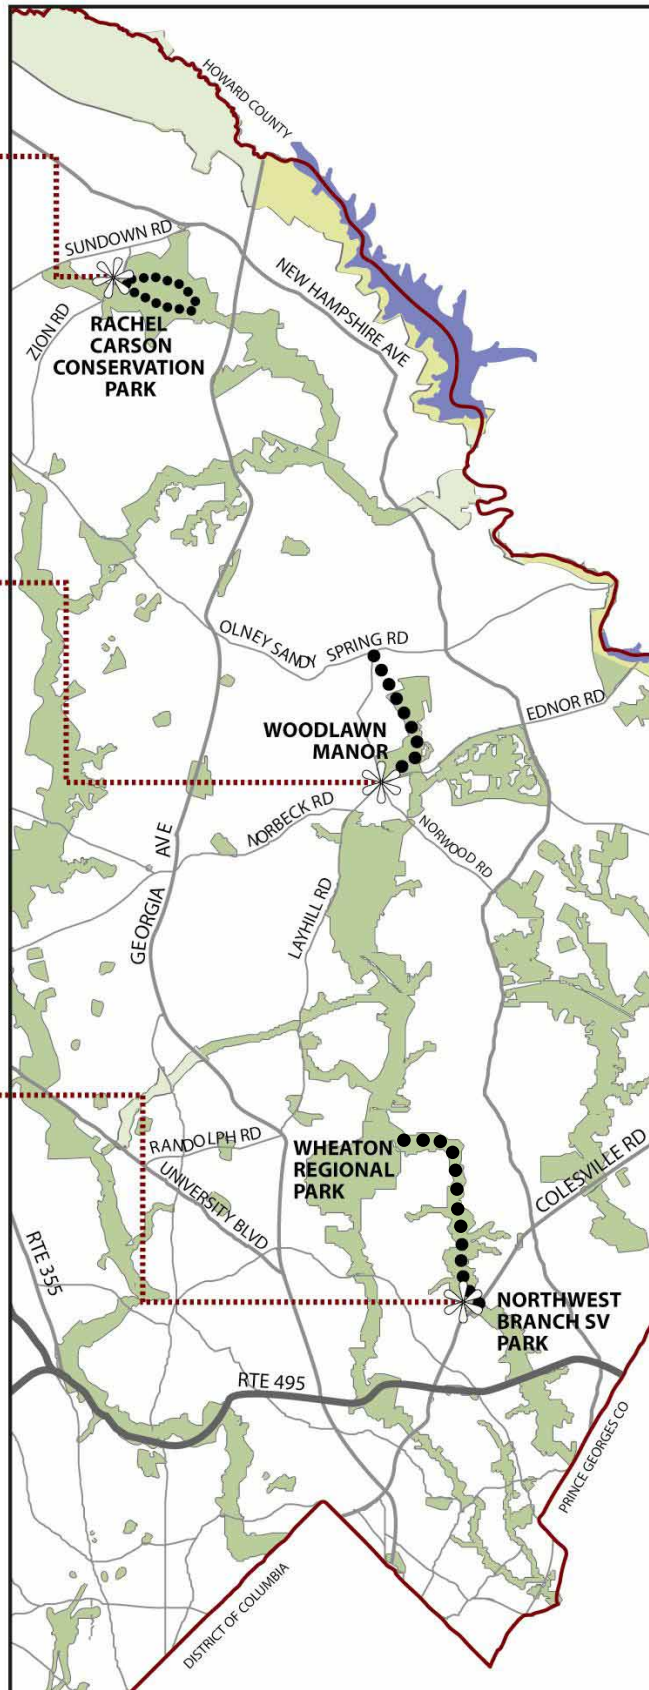 HOWARD COUNTY
SUNDOWN RD
NEW HAMPSHIRE AVE
ZION RD
RACHEL
CARSON
CONSERVATION
PARK
OLNEY SANDY SPRING RD
EDNOR RD
WOODLAWN
MANOR
NORBECK RD
NORWOOD RD
GEORGIA AVE
LAYHILL RD
RANDOLPH RD
WHEATON
REGIONAL
PARK
UNIVERSITY BLVD
COLESVILLE RD
RTE 355
NORTHWEST
BRANCH SV
PARK
RTE 495
PRINCE GEORGES CO
DISTRICT OF COLUMBIA